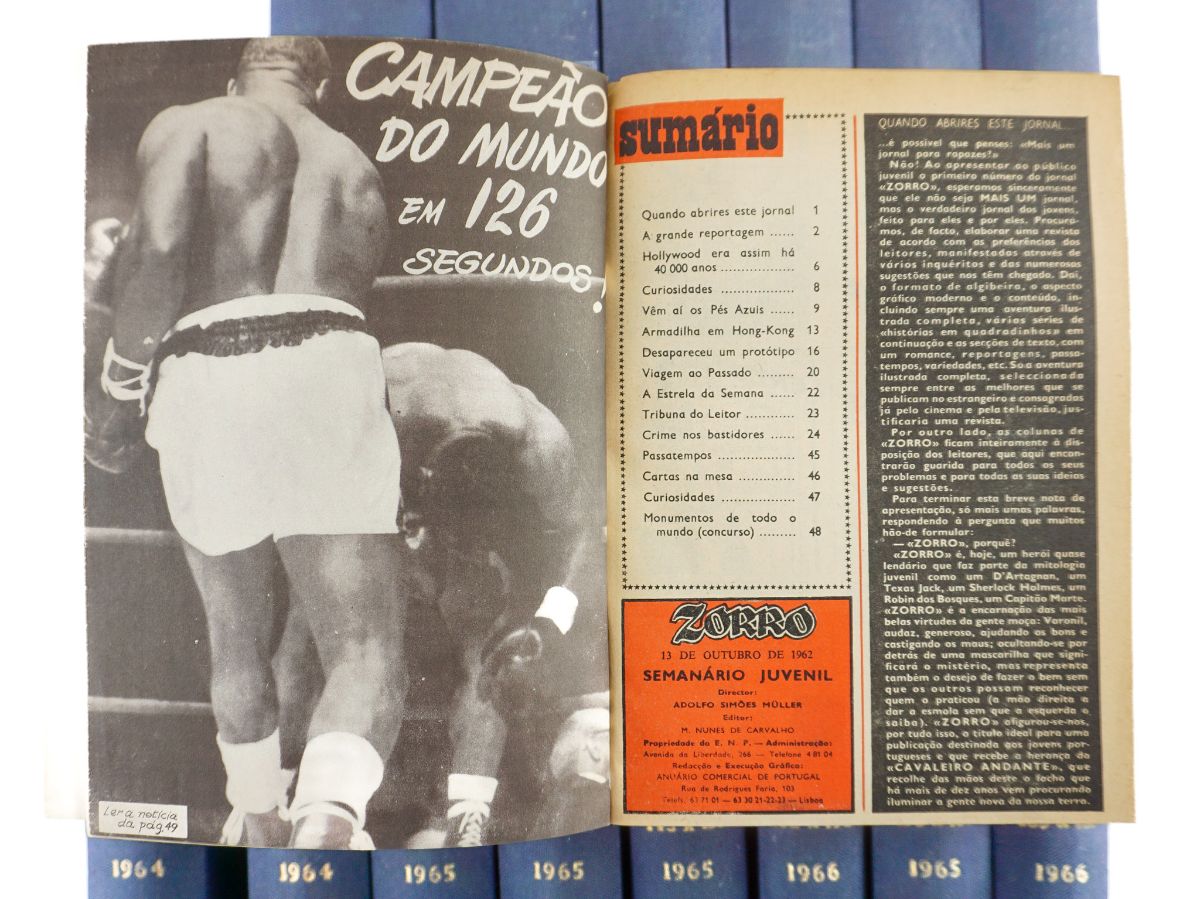 CAMPEÃO
DO MUNDO
EM 126
SEGUNDOS!
Ler a notícia
da pág. 49
sumário
Quando abrires este jornal 1
A grande reportagem ...... 2
Hollywood era assim há
40 000 anos .................. 6
Curiosidades .................. 8
Vêm aí os Pés Azuis ...... 9
Armadilha em Hong-Kong 13
Desapareceu um protótipo 16
Viagem ao Passado ......... 20
A Estrela da Semana ...... 22
Tribuna do Leitor ............ 23
Crime nos bastidores ...... 24
Passatempos .................. 45
Cartas na mesa ............... 46
Curiosidades .................. 47
Monumentos de todo o
mundo (concurso) ......... 48
ZORRO
13 DE OUTUBRO DE 1962
SEMANÁRIO JUVENIL
Director:
ADOLFO SIMÕES MÜLLER
Editor:
M. NUNES DE CARVALHO
Propriedade da E. N. P. — Administração:
Avenida da Liberdade, 266 — Telefone 4 81 04
Redacção e Execução Gráfica:
ANUÁRIO COMERCIAL DE PORTUGAL
Rua de Rodrigues Faria, 103
Telefs. 63 71 01 — 63 30 21-22-23 — Lisboa
QUANDO ABRIRES ESTE JORNAL...
...é possível que penses: «Mais um
jornal para rapazes!»
Não! Ao apresentar ao público
juvenil o primeiro número do jornal
«ZORRO», esperamos sinceramente
que ele não seja MAIS UM jornal,
mas o verdadeiro jornal dos jovens,
feito para eles e por eles. Procurá-
mos, de facto, elaborar uma revista
de acordo com as preferências dos
leitores, manifestadas através de
vários inquéritos e das numerosas
sugestões que nos têm chegado. Daí,
o formato de algibeira, o aspecto
gráfico moderno e o conteúdo, in-
cluindo sempre uma aventura ilus-
trada completa, várias séries de
«histórias em quadradinhos» em
continuação e as secções de texto, com
um romance, reportagens, passa-
tempos, variedades, etc. Só a aventura
ilustrada completa, seleccionada
sempre entre as melhores que se
publicam no estrangeiro e consagradas
já pelo cinema e pela televisão, jus-
tificaria uma revista.
Por outro lado, as colunas de
«ZORRO» ficam inteiramente à dis-
posição dos leitores, que aqui encon-
trarão guarida para todos os seus
problemas e para todas as suas ideias
e sugestões.
Para terminar esta breve nota de
apresentação, só mais umas palavras,
respondendo à pergunta que muitos
hão-de formular:
— «ZORRO», porquê?
«ZORRO» é, hoje, um herói quase
lendário que faz parte da mitologia
juvenil como um D'Artagnan, um
Texas Jack, um Sherlock Holmes, um
Robin dos Bosques, um Capitão Marte.
«ZORRO» é a encarnação das mais
belas virtudes da gente moça: Varonil,
audaz, generoso, ajudando os bons e
castigando os maus; ocultando-se por
detrás de uma mascarilha que signi-
ficará o mistério, mas representa
também o desejo de fazer o bem sem
que os outros possam reconhecer
quem o praticou (a mão direita a
dar a esmola sem que a esquerda o
saiba). «ZORRO» afigurou-se-nos,
por tudo isso, o título ideal para uma
publicação destinada aos jovens por-
tugueses e que recebe a herança do
«CAVALEIRO ANDANTE», que
recolhe das mãos deste o facho que
há mais de dez anos vem procurando
iluminar a gente nova da nossa terra.
1964
1964
1965
1965
1965
1966
1965
1966